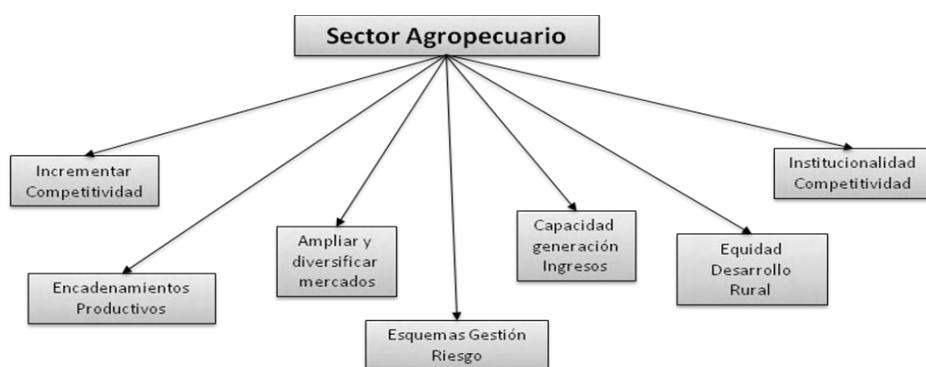 Sector Agropecuario
Incrementar
Competitividad
Encadenamientos
Productivos
Ampliar y
diversificar
mercados
Esquemas Gestión
Riesgo
Capacidad
generación
Ingresos
Equidad
Desarrollo
Rural
Institucionalidad
Competitividad